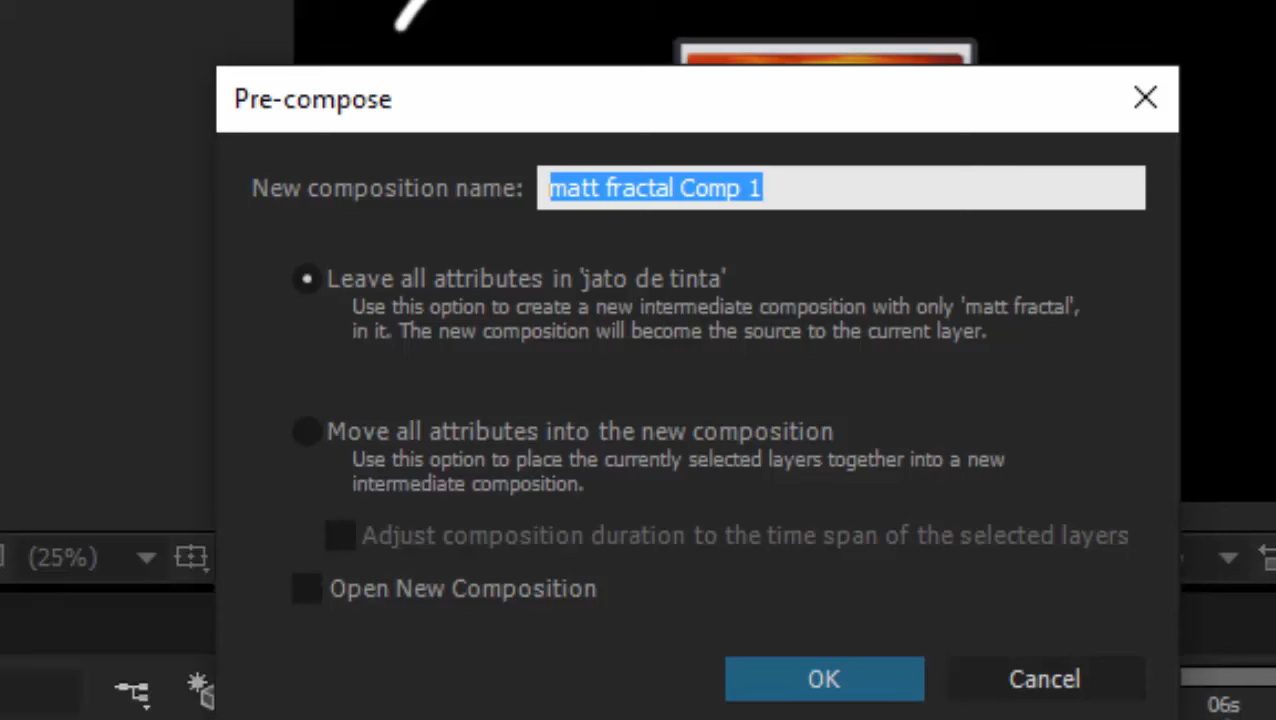 Pre-compose
New composition name: matt fractal Comp 1
Leave all attributes in 'jato de tinta'
Use this option to create a new intermediate composition with only 'matt fractal',
in it. The new composition will become the source to the current layer.
Move all attributes into the new composition
Use this option to place the currently selected layers together into a new
intermediate composition.
Adjust composition duration to the time span of the selected layers
(25%)
Open New Composition
OK Cancel
06s